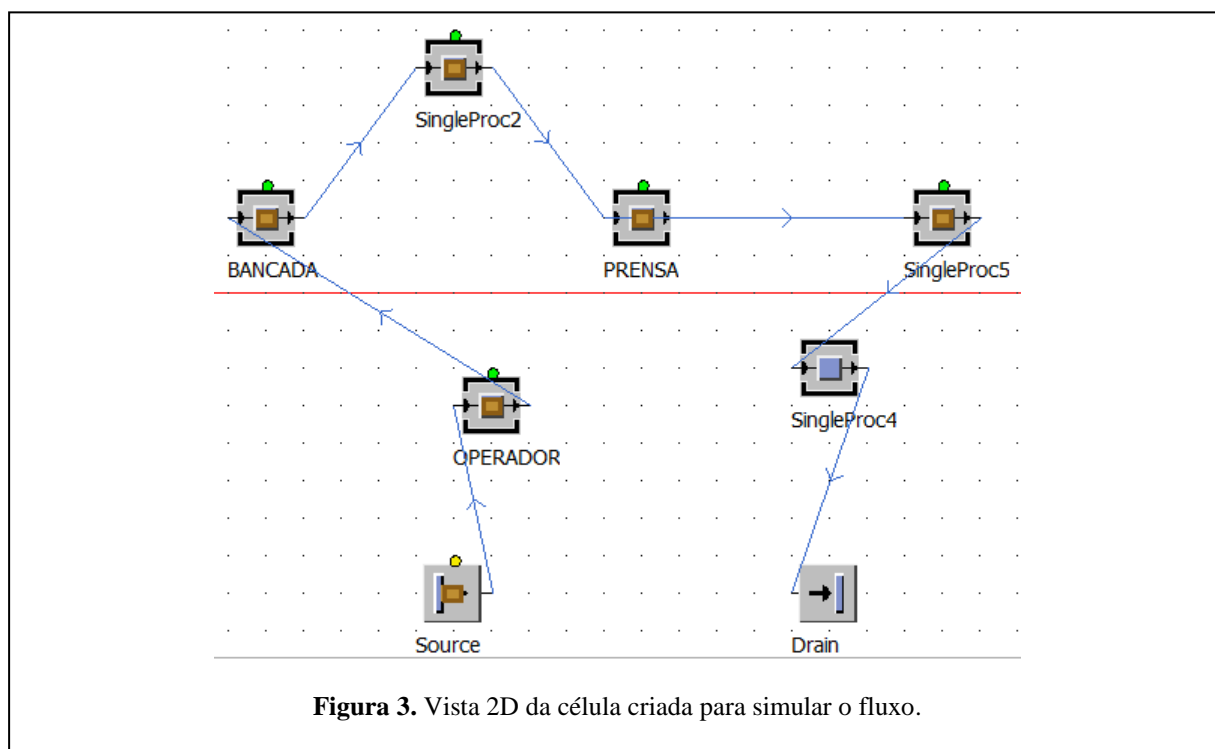 SingleProc2
BANCADA
PRENSA
SingleProc5
SingleProc4
OPERADOR
Source
Drain
Figura 3. Vista 2D da célula criada para simular o fluxo.